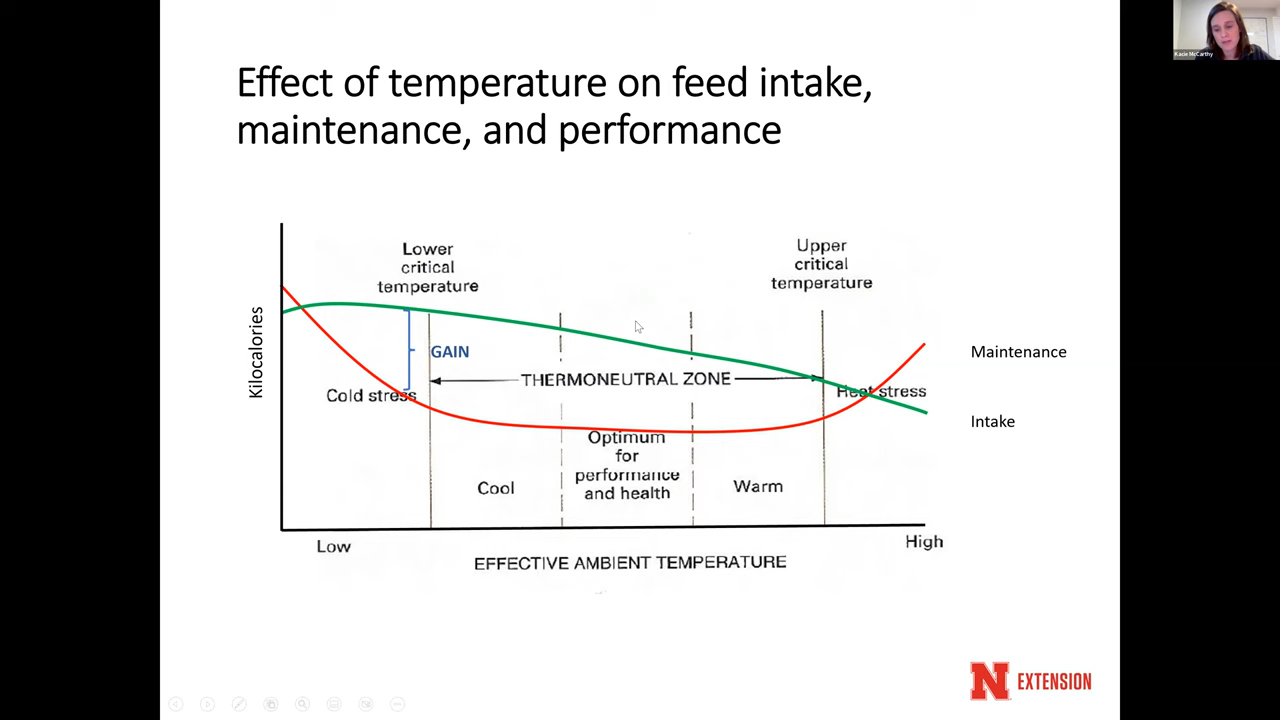 Kacie McCarthy
Effect of temperature on feed intake,
maintenance, and performance
Lower
critical
temperature
Upper
critical
temperature
Kilocalories
GAIN
Maintenance
THERMONEUTRAL ZONE
Cold stress
Heat stress
Intake
Optimum
for
performance
and health
Cool
Warm
Low
High
EFFECTIVE AMBIENT TEMPERATURE
N EXTENSION